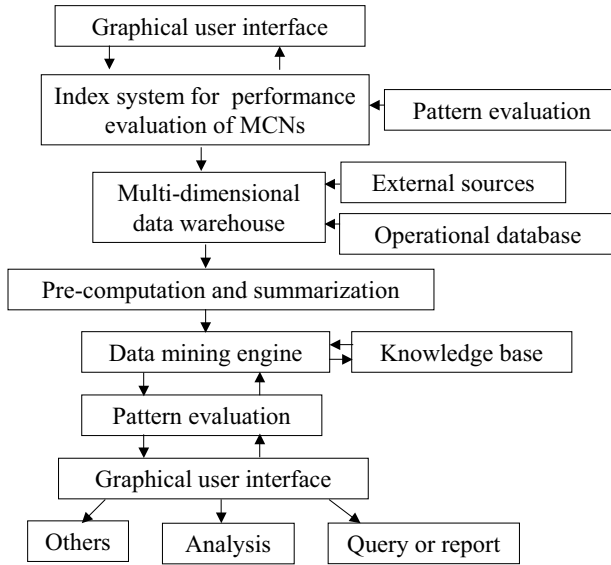 Graphical user interface
Index system for performance
evaluation of MCNs
Pattern evaluation
External sources
Multi-dimensional
data warehouse
Operational database
Pre-computation and summarization
Data mining engine
Knowledge base
Pattern evaluation
Graphical user interface
Others
Analysis
Query or report